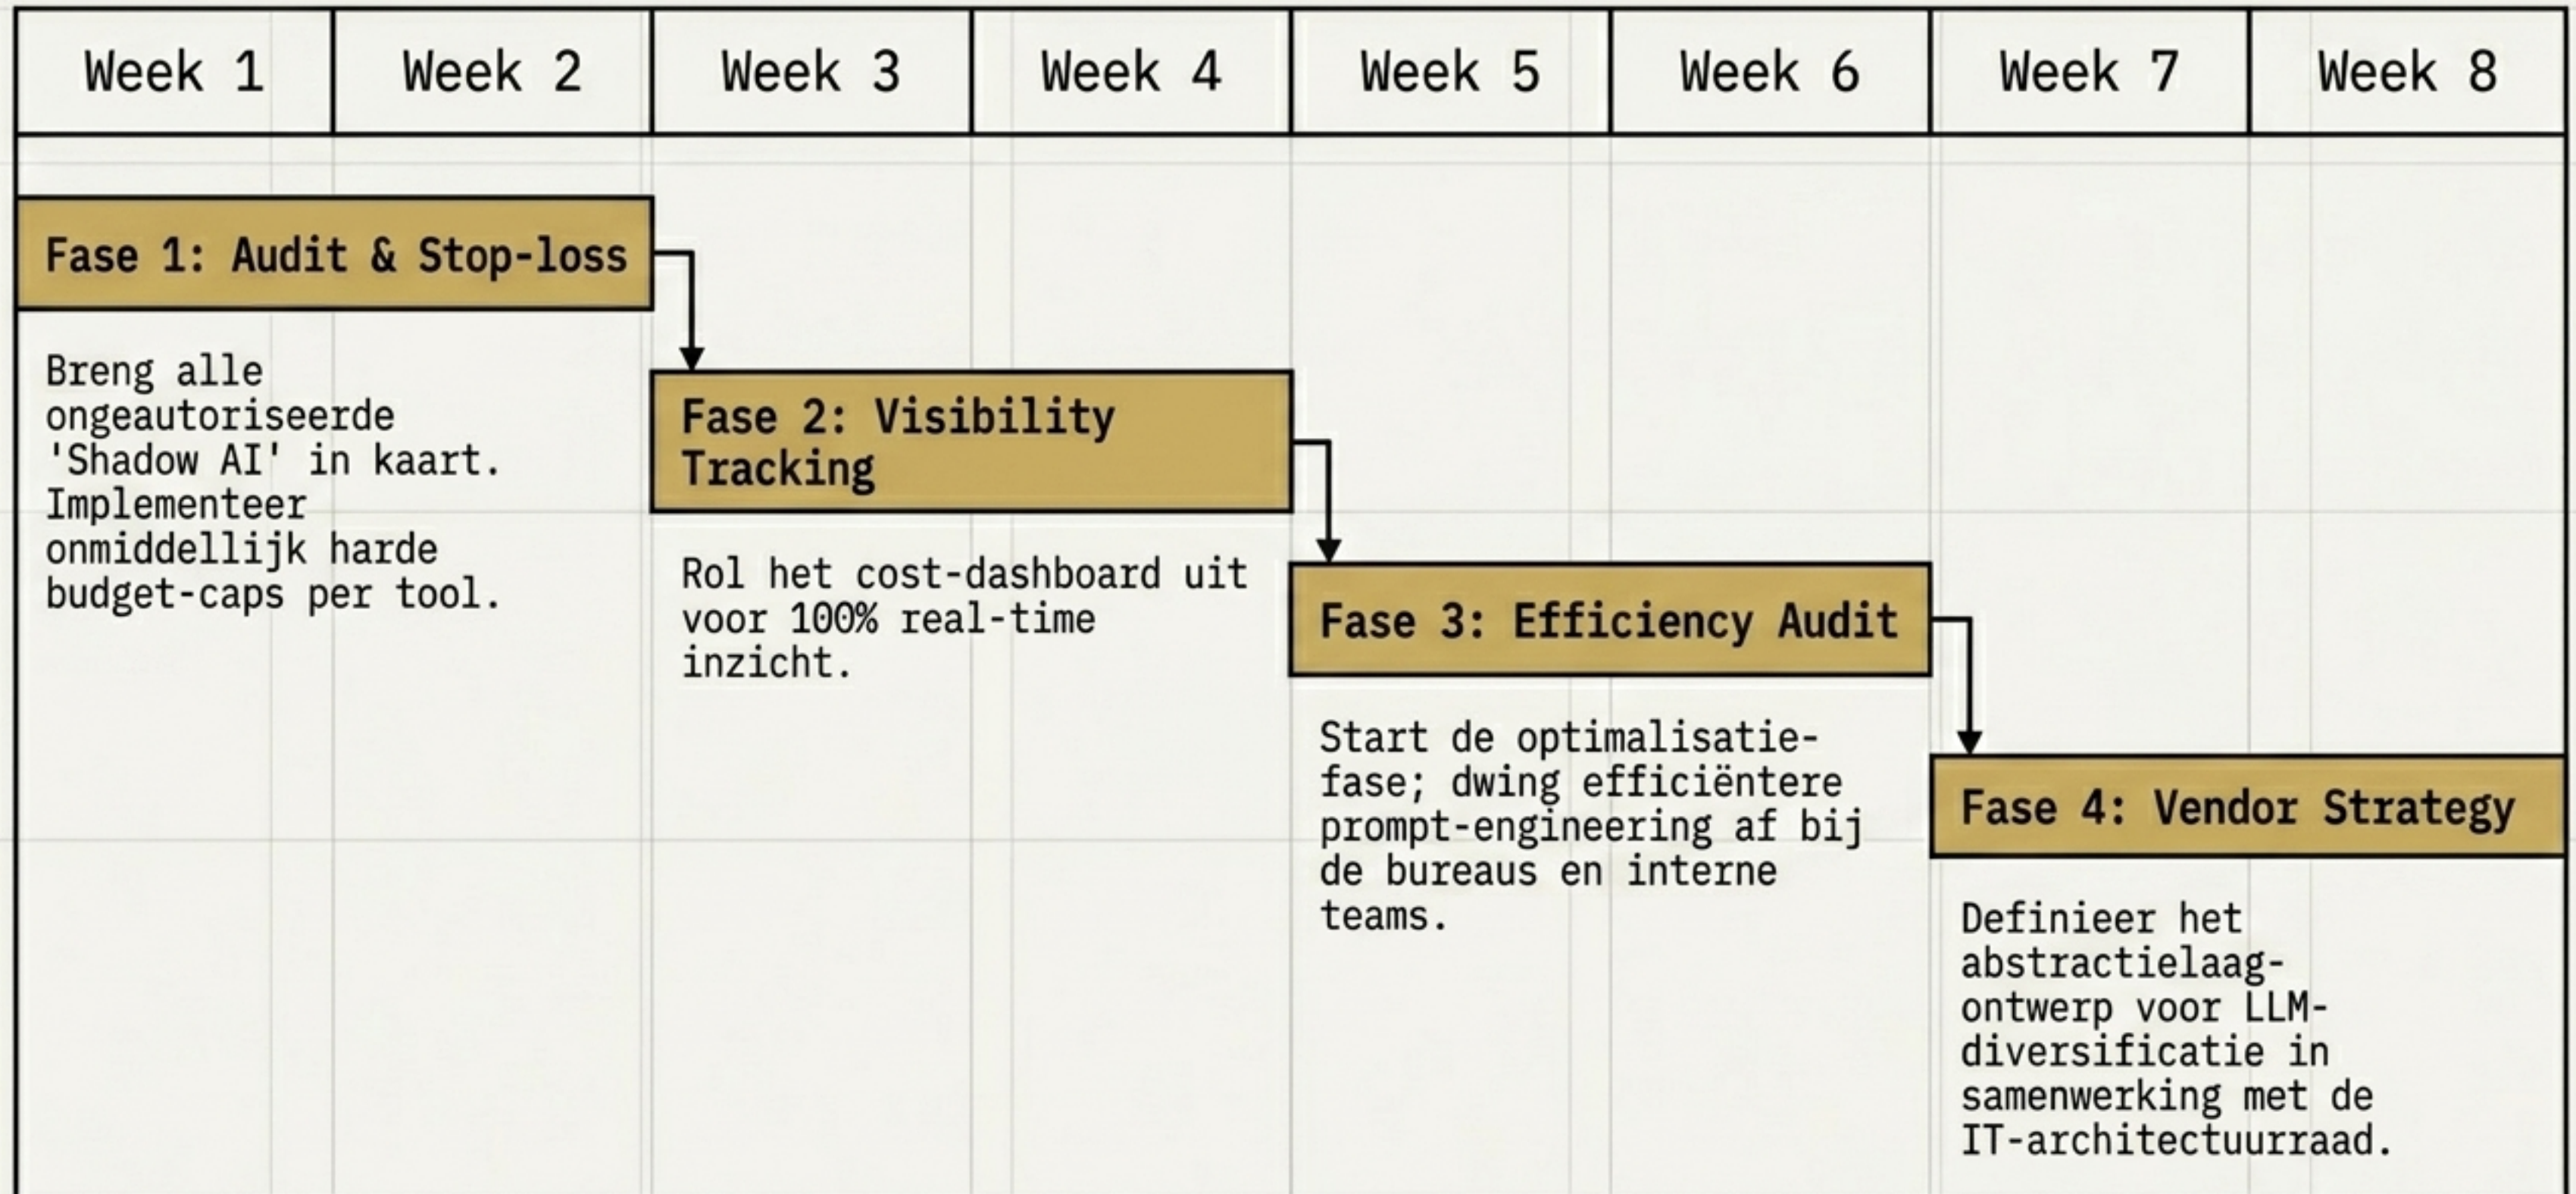 Week 1
Week 2
Week 3
Week 4
Week 5
Week 6
Week 7
Week 8
Fase 1: Audit & Stop-loss
Breng alle
ongeautoriseerde
'Shadow AI' in kaart.
Implementeer
onmiddellijk harde
budget-caps per tool.
Fase 2: Visibility
Tracking
Rol het cost-dashboard uit
voor 100% real-time
inzicht.
Fase 3: Efficiency Audit
Start de optimalisatie-
fase; dwing efficiëntere
prompt-engineering af bij
de bureaus en interne
teams.
Fase 4: Vendor Strategy
Definieer het
abstractielaag-
ontwerp voor LLM-
diversificatie in
samenwerking met de
IT-architectuurraad.